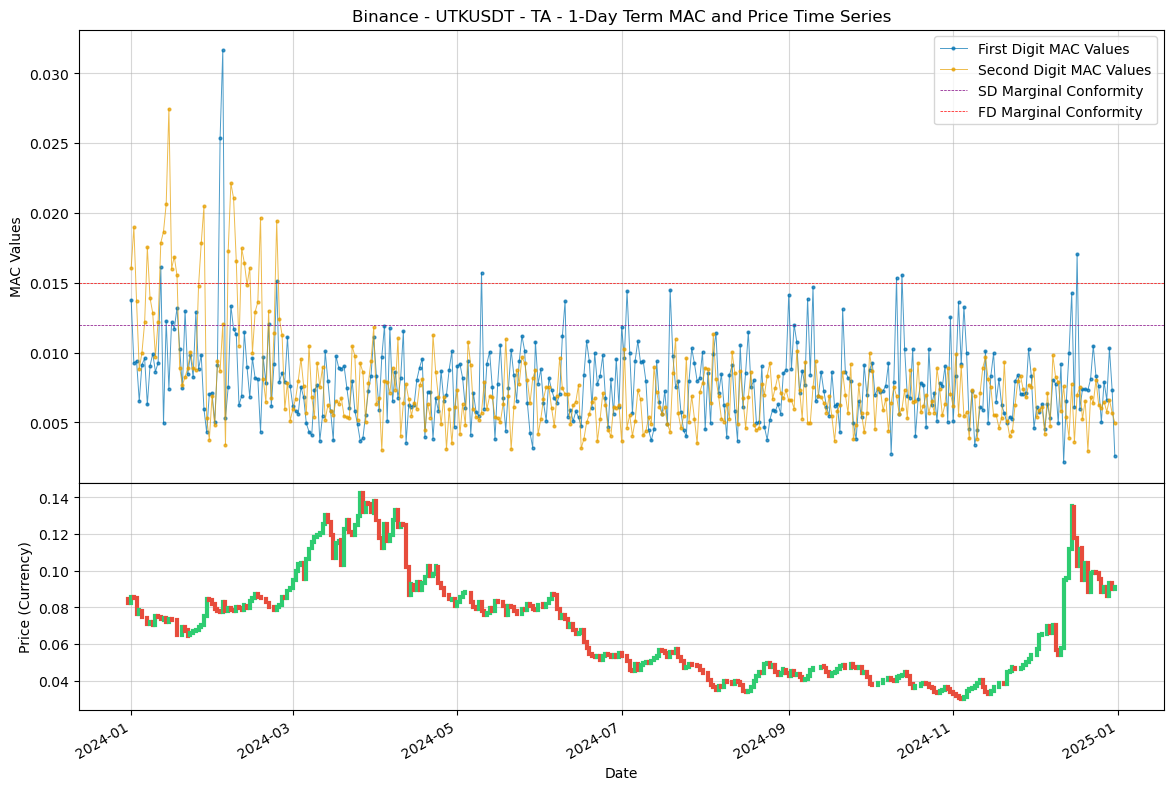 Binance - UTKUSDT - TA - 1-Day Term MAC and Price Time Series
First Digit MAC Values
Second Digit MAC Values
SD Marginal Conformity
FD Marginal Conformity
MAC Values
0.030
0.025
0.020
0.015
0.010
0.005
Price (Currency)
0.14
0.12
0.10
0.08
0.06
0.04
2024-01
2024-03
2024-05
2024-07
2024-09
2024-11
2025-01
Date